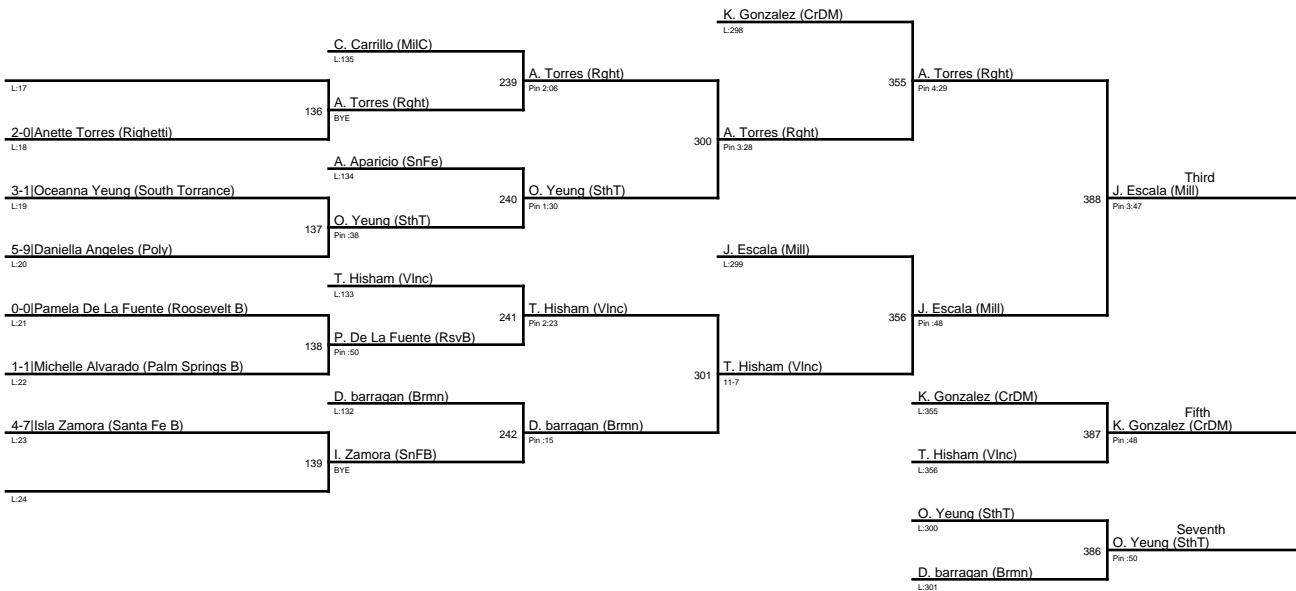 K. Gonzalez (CrDM)
L:298
C. Carrillo (MilC)
L:135
239
A. Torres (Rght)
Pin 2:06
355
A. Torres (Rght)
Pin 4:29
L:17
136
A. Torres (Rght)
BYE
2-0|Anette Torres (Righetti)
L:18
300
A. Torres (Rght)
Pin 3:28
A. Aparicio (SnFe)
L:134
240
O. Yeung (SthT)
Pin 1:30
3-1|Oceanna Yeung (South Torrance)
L:19
137
O. Yeung (SthT)
Pin :38
5-9|Daniella Angeles (Poly)
L:20
388
Third
J. Escala (Mill)
Pin 3:47
J. Escala (Mill)
L:299
T. Hisham (Vlnc)
L:133
241
T. Hisham (Vlnc)
Pin 2:23
356
J. Escala (Mill)
Pin :48
0-0|Pamela De La Fuente (Roosevelt B)
L:21
138
P. De La Fuente (RsvB)
Pin :50
1-1|Michelle Alvarado (Palm Springs B)
L:22
301
T. Hisham (Vlnc)
11-7
D. barragan (Brmn)
L:132
242
D. barragan (Brmn)
Pin :15
4-7|Isla Zamora (Santa Fe B)
L:23
139
I. Zamora (SnFB)
BYE
L:24
K. Gonzalez (CrDM)
L:355
387
Fifth
K. Gonzalez (CrDM)
Pin :48
T. Hisham (Vlnc)
L:356
O. Yeung (SthT)
L:300
386
Seventh
O. Yeung (SthT)
Pin :50
D. barragan (Brmn)
L:301